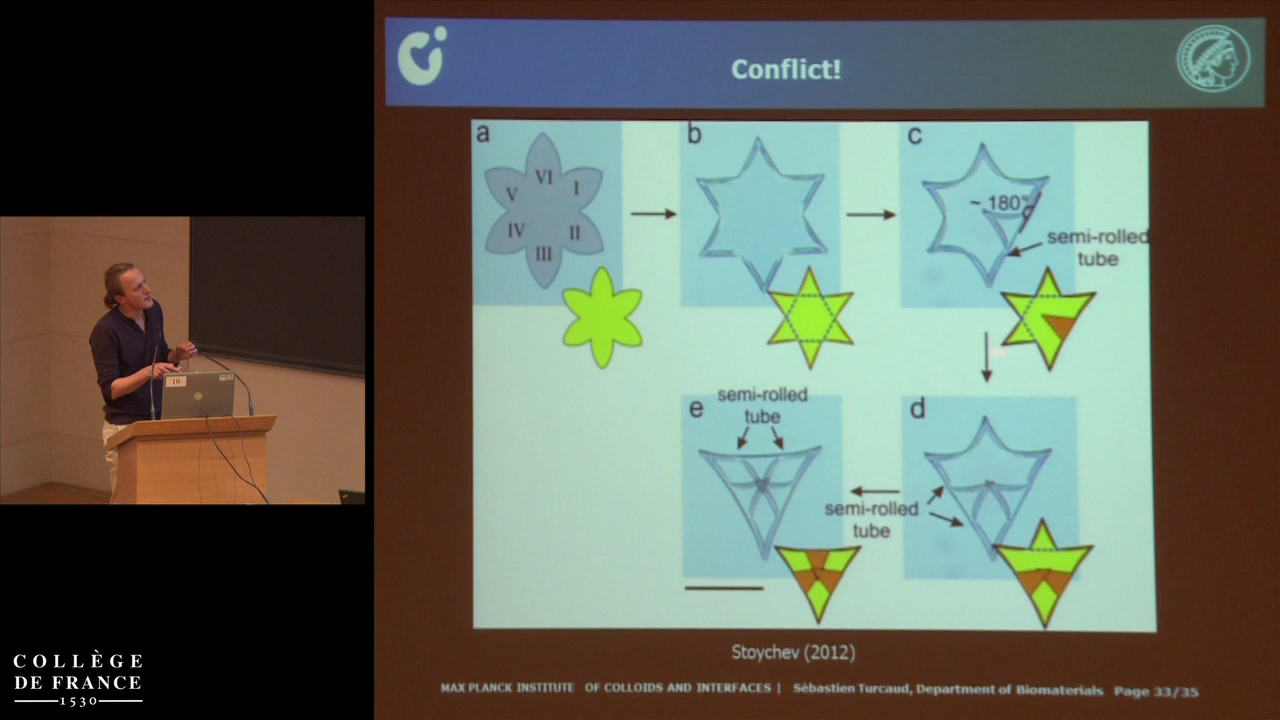 Conflict!
a
b
c
VI
V
I
IV
II
III
~ 180°
semi-rolled
tube
e
semi-rolled
tube
d
semi-rolled
tube
Stoychev (2012)
MAX PLANCK INSTITUTE OF COLLOIDS AND INTERFACES | Sébastien Turcaud, Department of Biomaterials Page 33/35
10
COLLÈGE
DE FRANCE
1530